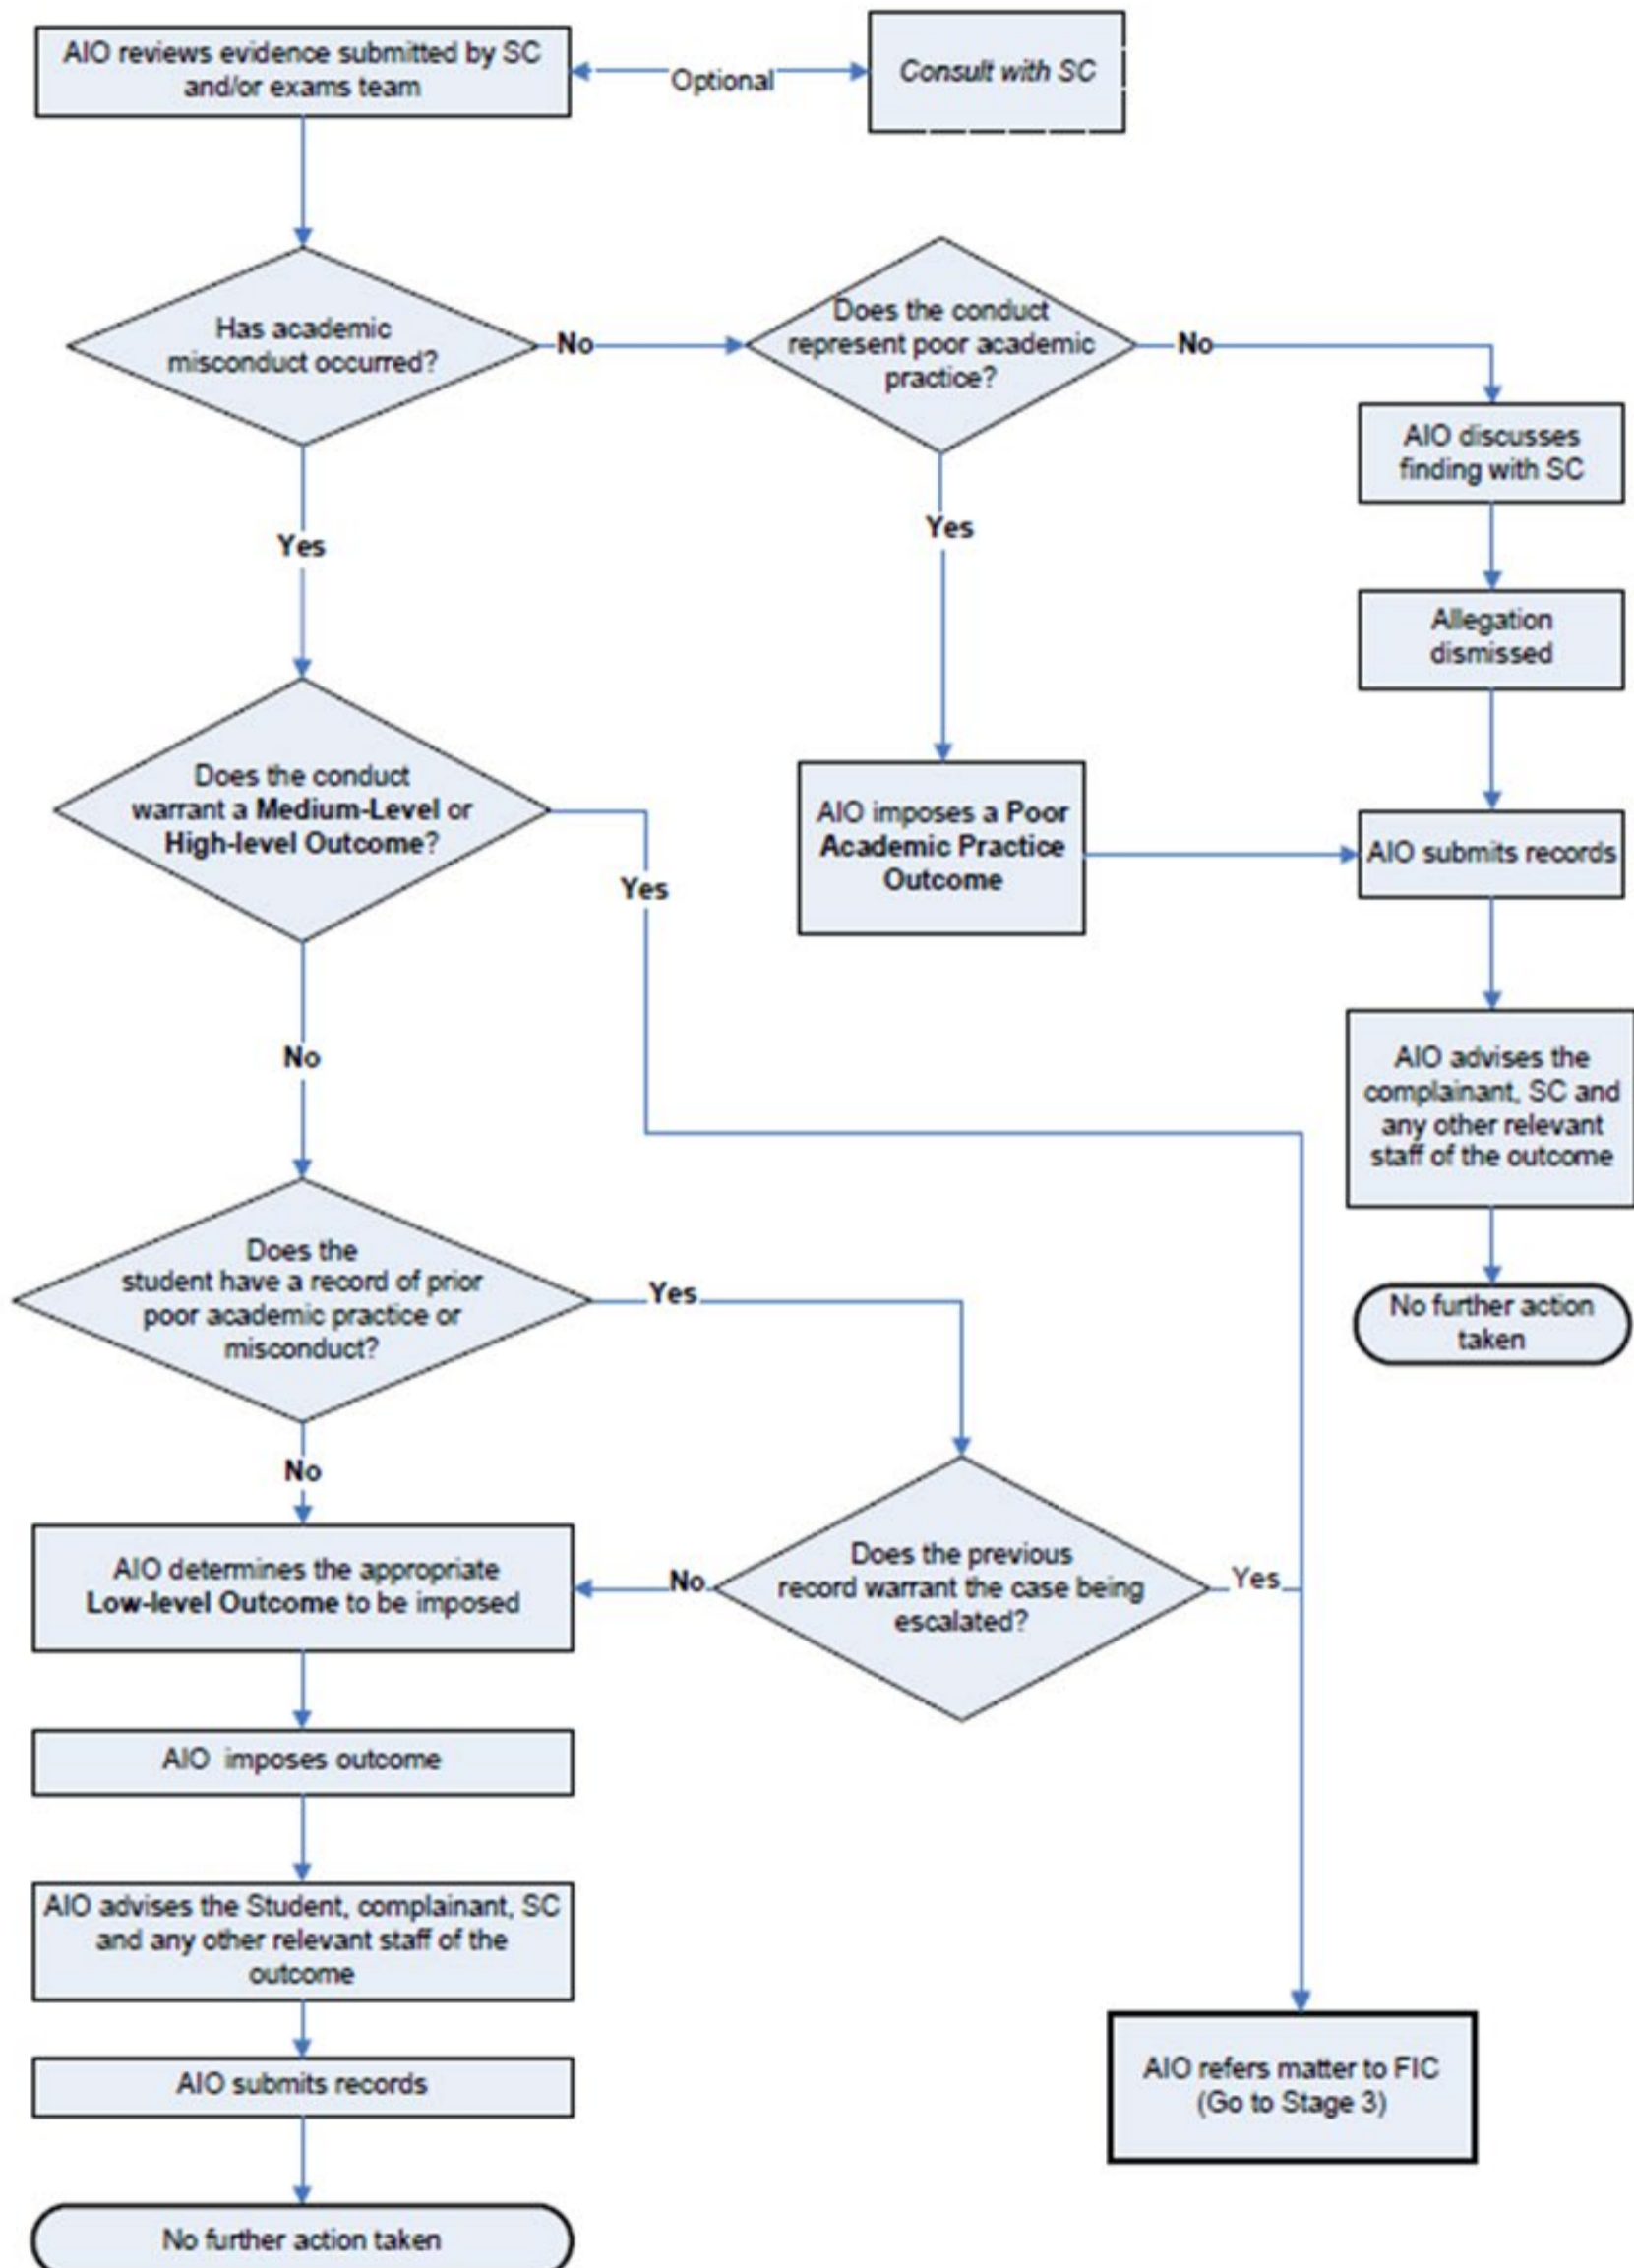 AIO reviews evidence submitted by SC
and/or exams team
Optional
Consult with SC
Has academic
misconduct occurred?
No
Does the conduct
represent poor academic
practice?
No
AIO discusses
finding with SC
Yes
Yes
Allegation
dismissed
Does the conduct
warrant a Medium-Level or
High-level Outcome?
Yes
AIO imposes a Poor
Academic Practice
Outcome
AIO submits records
No
AIO advises the
complainant, SC and
any other relevant
staff of the outcome
Does the
student have a record of prior
poor academic practice or
misconduct?
Yes
No further action
taken
No
AIO determines the appropriate
Low-level Outcome to be imposed
No
Does the previous
record warrant the case being
escalated?
Yes
AIO imposes outcome
AIO advises the Student, complainant, SC
and any other relevant staff of the
outcome
AIO submits records
AIO refers matter to FIC
(Go to Stage 3)
No further action taken